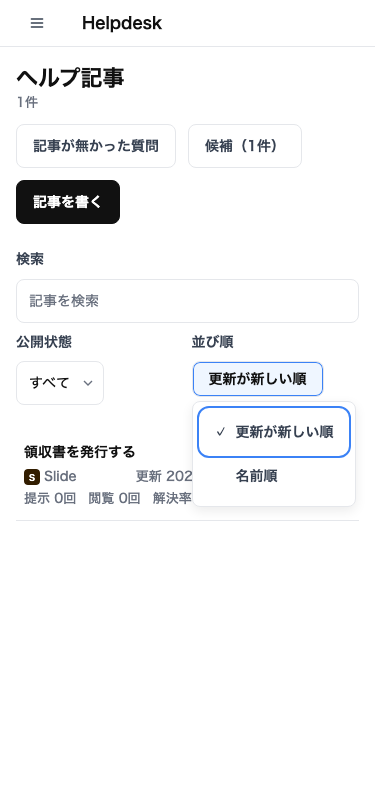 Helpdesk
ヘルプ記事
1件
記事が無かった質問
候補（1件）
記事を書く
検索
記事を検索
公開状態
並び順
すべて
更新が新しい順
✓ 更新が新しい順
名前順
領収書を発行する
S Slide 更新 202
提示 0回 閲覧 0回 解決率